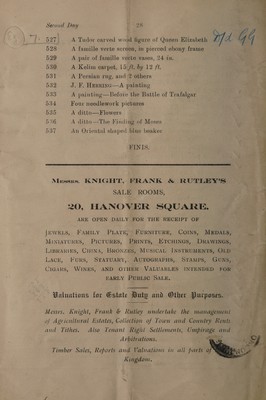 Second Day 28
527 A Tudor carved wood figure of Queen Elizabeth
528 A famille verte screen, in pierced ebony frame
529 A pair of famille verte vases, 24 in.
530 A Kelim carpet, 15 ft. by 12 ft.
531 A Persian rug, and 2 others
532 J. F. HERRING—A painting
533 A painting—Before the Battle of Trafalgar
534 Four needlework pictures
535 A ditto—Flowers
536 A ditto—The Finding of Moses
537 An Oriental shaped blue beaker
FINIS.
MESSRS. KNIGHT, FRANK & RUTLEY'S
SALE ROOMS,
20, HANOVER SQUARE,
ARE OPEN DAILY FOR THE RECEIPT OF
JEWELS, FAMILY PLATE, FURNITURE, COINS, MEDALS,
MINIATURES, PICTURES, PRINTS, ETCHINGS, DRAWINGS,
LIBRARIES, CHINA, BRONZES, MUSICAL INSTRUMENTS, OLD
LACE, FURS, STATUARY, AUTOGRAPHS, STAMPS, GUNS,
CIGARS, WINES, AND OTHER VALUABLES INTENDED FOR
EARLY PUBLIC SALE.
Valuations for Estate Duty and Other Purposes.
Messrs. Knight, Frank & Rutley undertake the management
of Agricultural Estates, Collection of Town and Country Rents
and Tithes. Also Tenant Right Settlements, Umpirage and
Arbitrations.
Timber Sales, Reports and Valuations in all parts of
Kingdom.